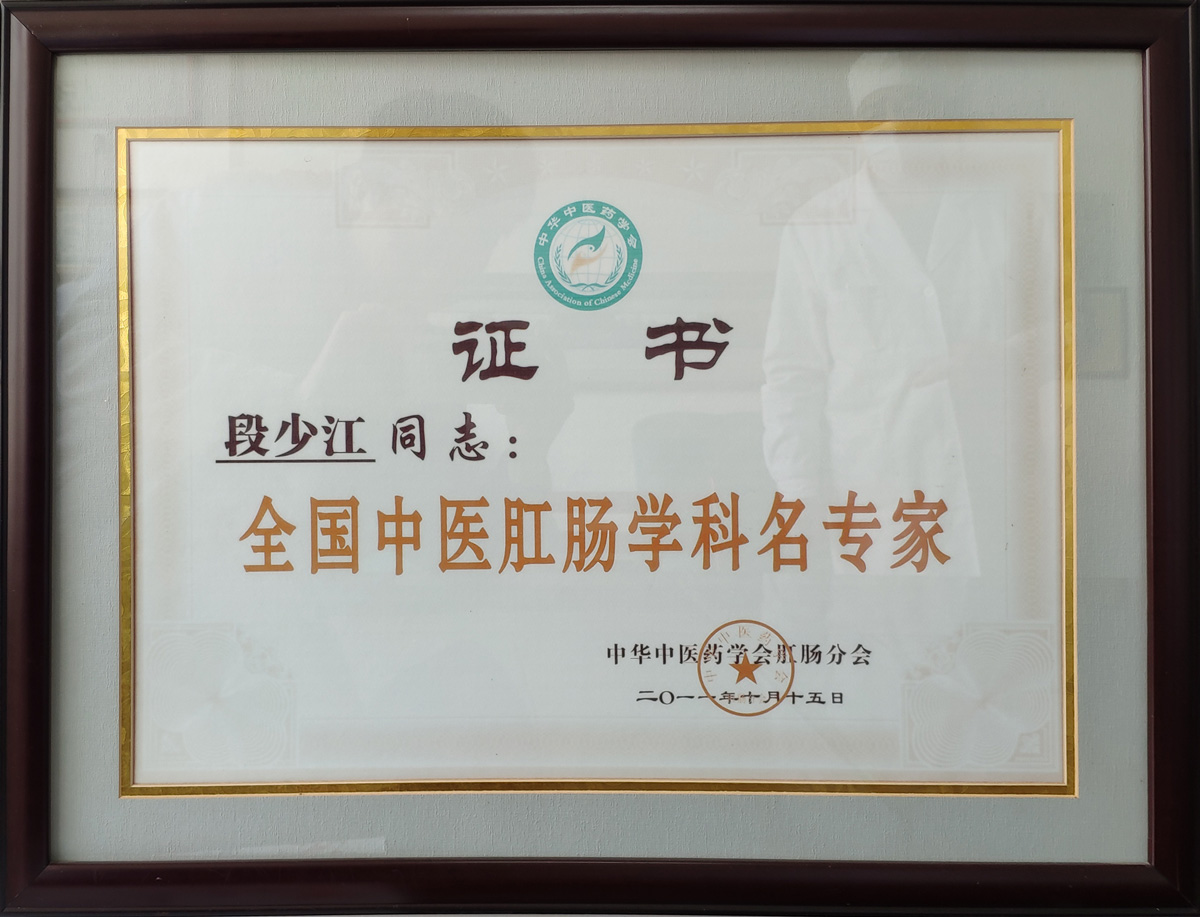 中华中医药学会
China Association of Chinese Medicine
证 书
段少江 同志：
全国中医肛肠学科名专家
中华中医药学会肛肠分会
二〇一一年十月十五日